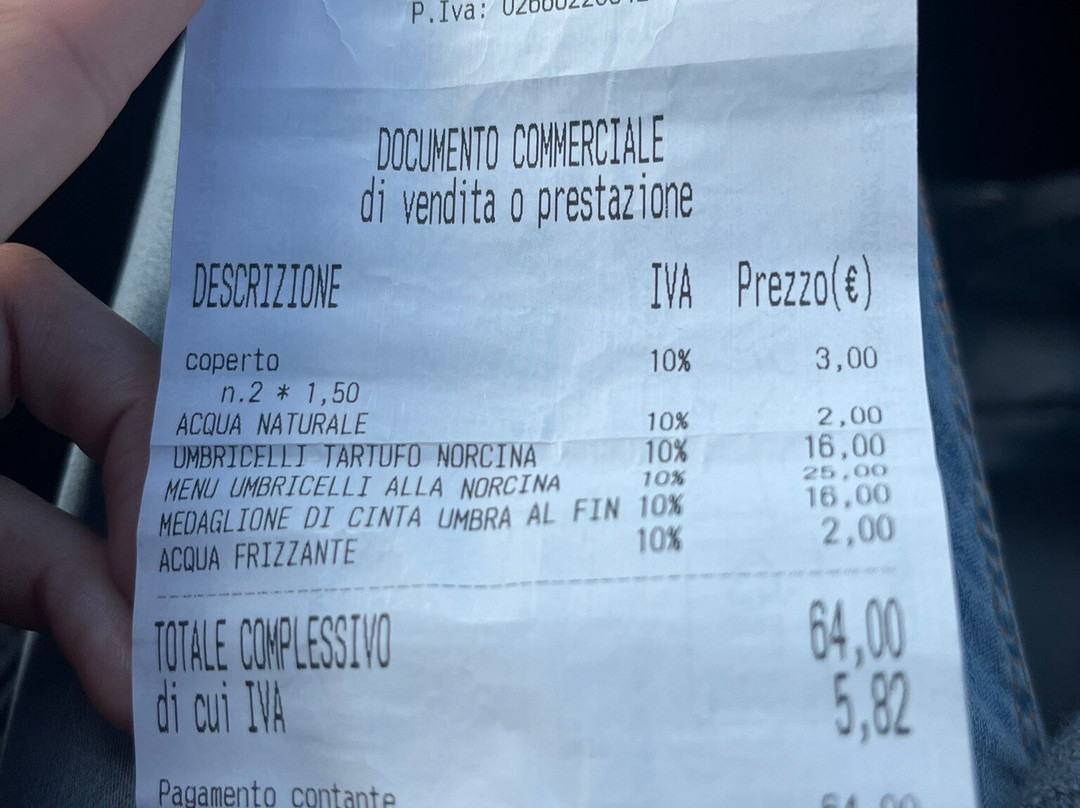 P.Iva:
DOCUMENTO COMMERCIALE
di vendita o prestazione
DESCRIZIONE IVA Prezzo(€)
coperto 10% 3,00
n.2 * 1,50
ACQUA NATURALE 10% 2,00
UMBRICELLI TARTUFO NORCINA 10% 16,00
MENU UMBRICELLI ALLA NORCINA 10% 25,00
MEDAGLIONE DI CINTA UMBRA AL FIN 10% 16,00
ACQUA FRIZZANTE 10% 2,00
TOTALE COMPLESSIVO 64,00
di cui IVA 5,82
Pagamento contante 64,00